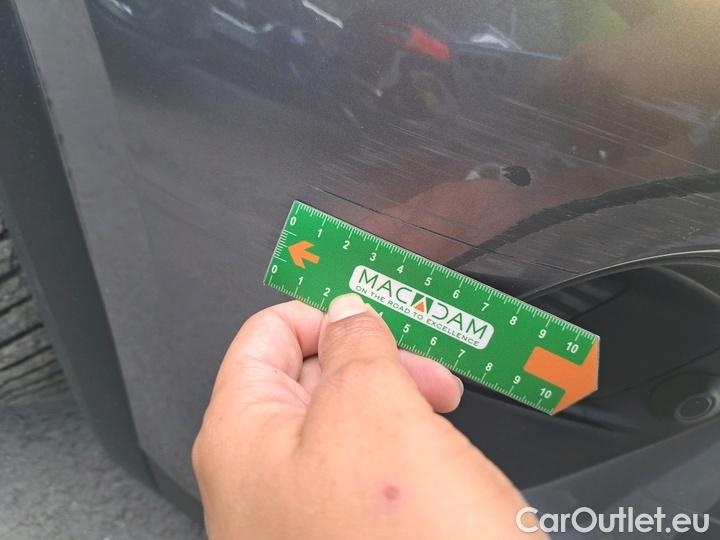 0 1 2 3 4 5 6 7 8 9 10
MACADAM
ON THE ROAD TO EXCELLENCE
0 1 2 4 5 6 7 8 9 10
CarOutlet.eu